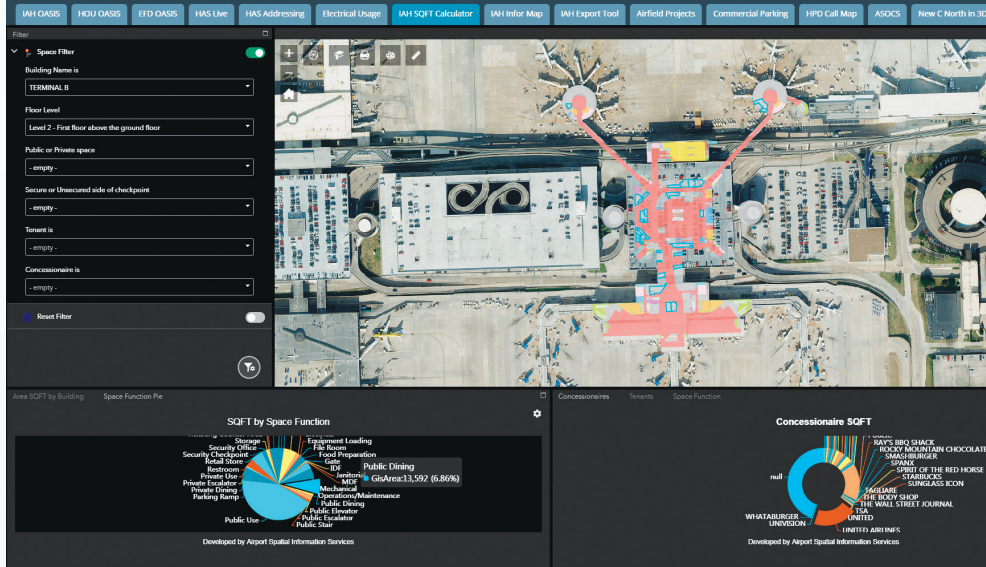 IAH OASIS
HOU OASIS
EFD OASIS
HAS Live
HAS Addressing
Electrical Usage
IAH SQFT Calculator
IAH Infor Map
IAH Export Tool
Airfield Projects
Commercial Parking
HPD Call Map
ASOCS
New C North in 3D
Filter
Space Filter
Building Name is
TERMINAL B
Floor Level
Level 2 - First floor above the ground floor
Public or Private space
- empty -
Secure or Unsecured side of checkpoint
- empty -
Tenant is
- empty -
Concessionaire is
- empty -
Reset Filter
Area SQFT by Building
Space Function Pie
SQFT by Space Function
Storage
Security Office
Security Checkpoint
Retail Store
Restroom
Private Use
Private Escalator
Private Dining
Parking Ramp
Public Use
Equipment Loading
File Room
Food Preparation
Gate
IDF
Janitorial
MDF
Mechanical
Operations/Maintenance
Public Dining
Public Elevator
Public Escalator
Public Stair
Public Dining
GisArea:13,592 (6.86%)
Developed by Airport Spatial Information Services
Concessionaires
Tenants
Space Function
Concessionaire SQFT
null
WHATABURGER
UNIVISION
RAY'S BBQ SHACK
ROCKY MOUNTAIN CHOCOLATE
SMASHBURGER
SPANX
SPIRIT OF THE RED HORSE
STARBUCKS
SUNGLASS ICON
TAGLIARE
THE BODY SHOP
THE WALL STREET JOURNAL
TSA
UNITED
UNITED AIRLINES
Developed by Airport Spatial Information Services